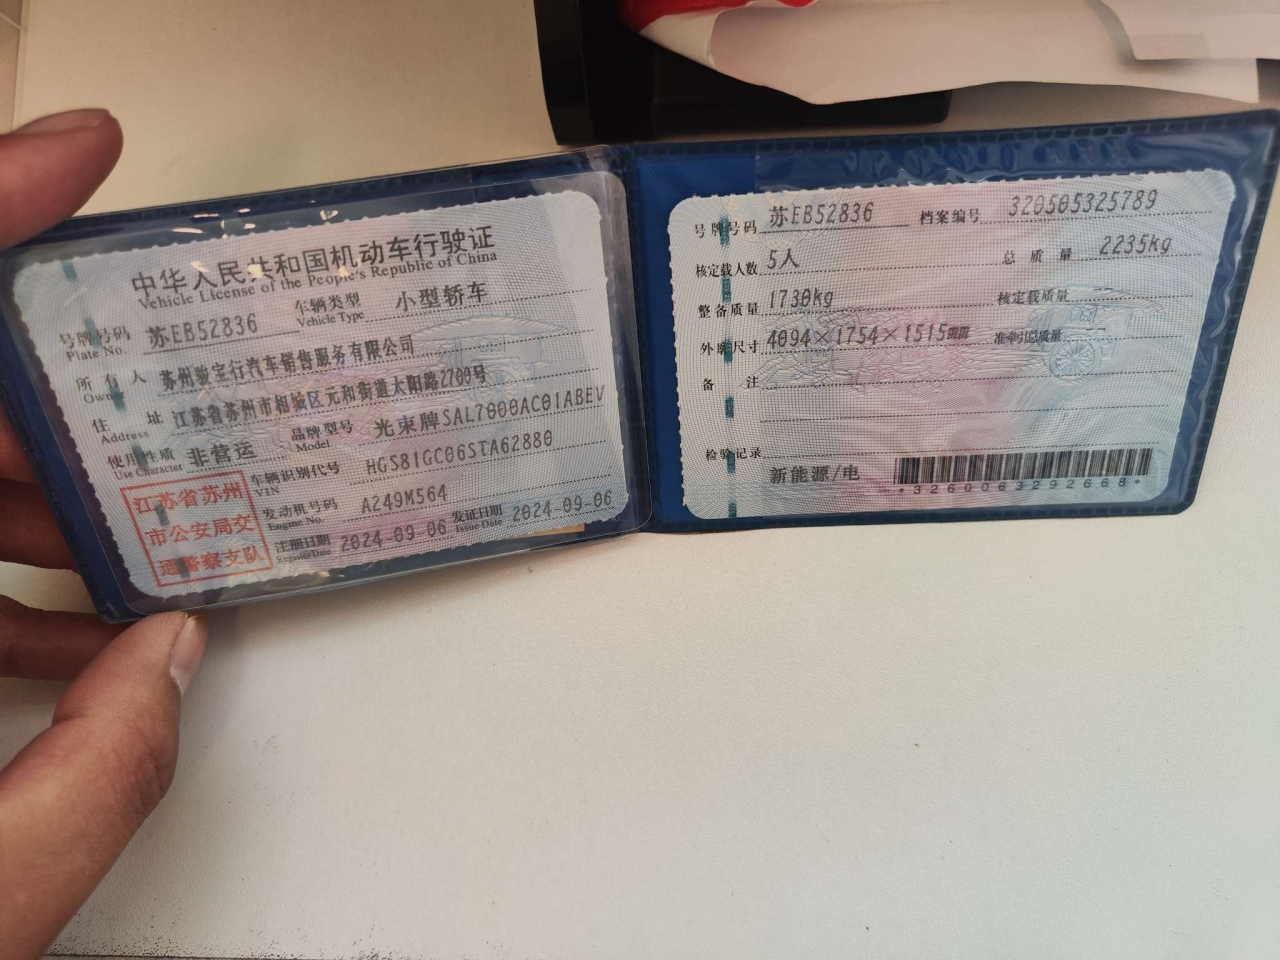 中华人民共和国机动车行驶证
Vehicle License of the People's Republic of China
号牌号码 苏EB52836 车辆类型 小型轿车
Plate No. Vehicle Type
所有人 苏州骏宝行汽车销售服务有限公司
Owner
住址 江苏省苏州市相城区元和街道太阳路2700号
Address
使用性质 非营运 品牌型号 光束牌SAL7000AC01ABEV
Use Character Model
江苏省苏州
市公安局交
通警察支队
车辆识别代号 HGS81GC06STA62880
VIN
发动机号码 A249M564
Engine No.
注册日期 2024-09-06 发证日期 2024-09-06
Register Date Issue Date
号牌号码 苏EB52836 档案编号 320505325789
核定载人数 5人 总质量 2235kg
整备质量 1730kg 核定载质量
外廓尺寸 4094×1754×1515mm 准牵引总质量 --
备注
检验记录
新能源/电
*3260063292668*